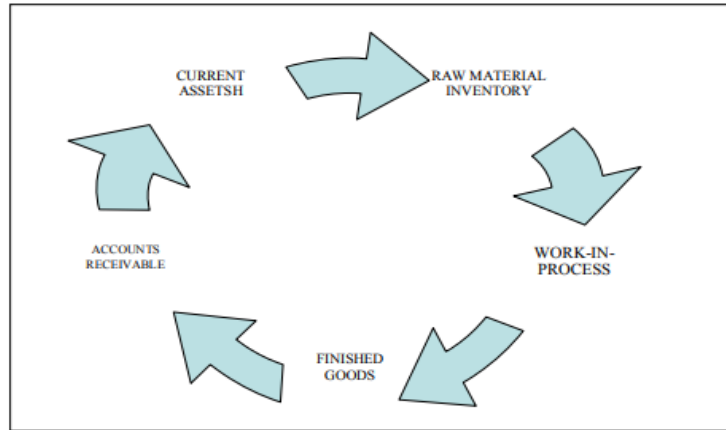 CURRENT
ASSETSH
RAW MATERIAL
INVENTORY
WORK-IN-
PROCESS
FINISHED
GOODS
ACCOUNTS
RECEIVABLE